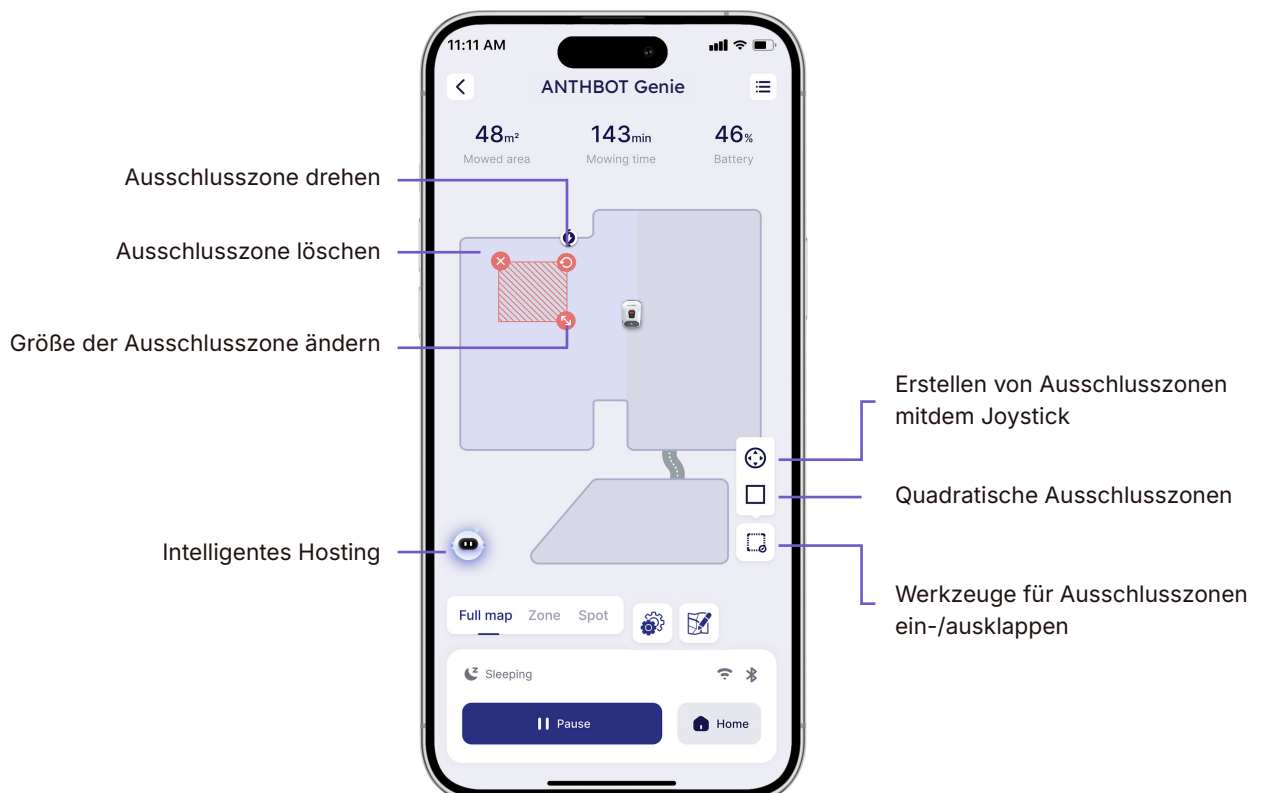 11:11 AM
ANTHBOT Genie
48m²
143min
46%
Mowed area
Mowing time
Battery
Ausschlusszone drehen
Ausschlusszone löschen
Größe der Ausschlusszone ändern
Erstellen von Ausschlusszonen
mitdem Joystick
Quadratische Ausschlusszonen
Intelligentes Hosting
Werkzeuge für Ausschlusszonen
ein-/ausklappen
Full map
Zone
Spot
Sleeping
Pause
Home